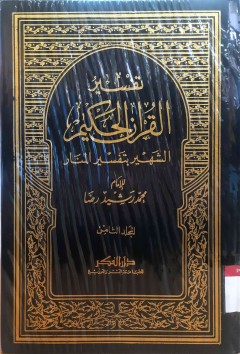 تفسير
القرآن الحكيم
الشهير بتفسير المنار
للإمام
محمد رشيد رضا
المجلد الثامن
دار الفكر